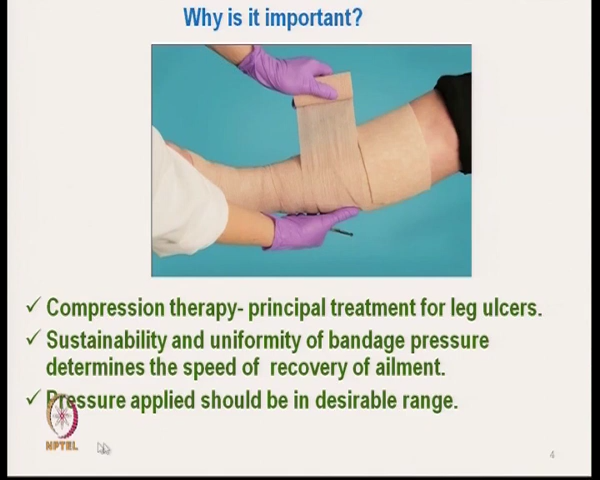 Why is it important?
✓ Compression therapy- principal treatment for leg ulcers.
✓ Sustainability and uniformity of bandage pressure
determines the speed of recovery of ailment.
✓ Pressure applied should be in desirable range.
NPTEL
4